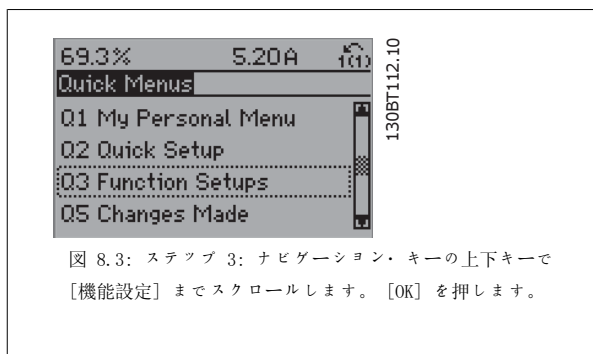 69.3% 5.20A 1(1)
Quick Menus
Q1 My Personal Menu
Q2 Quick Setup
Q3 Function Setups
Q5 Changes Made
130BT112.10
図 8.3: ステップ 3: ナビゲーション・ キーの上下キーで
[機能設定] までスクロールします。 [OK] を押します。